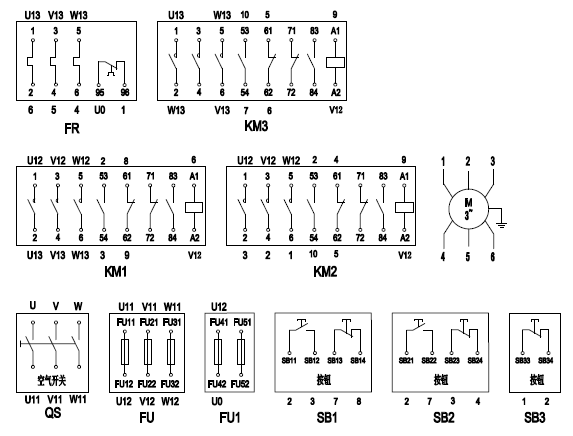 U13 V13 W13
1 3 5
2 4 6 95 96
6 5 4 U0 1
FR
U13 V13 10 5 9
1 3 5 53 61 71 83 A1
2 4 6 54 62 72 84 A2
W13 V13 7 6 V12
KM3
U12 V12 W12 2 8 6
1 3 5 53 61 71 83 A1
2 4 6 54 62 72 84 A2
U13 V13 W13 3 9 V12
KM1
U12 V12 W12 2 4 9
1 3 5 53 61 71 83 A1
2 4 6 54 62 72 84 A2
3 2 1 10 5 V12
KM2
1 2 3
M
3~
4 5 6
U V W
空气开关
U11 V11 W11
QS
U11 V11 W11
FU11 FU21 FU31
FU12 FU22 FU32
U12 V12 W12
FU
U12
FU41 FU51
FU42 FU52
U0
FU1
SB11 SB12 SB13 SB14
按钮
2 3 7 8
SB1
SB21 SB22 SB23 SB24
按钮
2 7 3 4
SB2
SB33 SB34
按钮
1 2
SB3